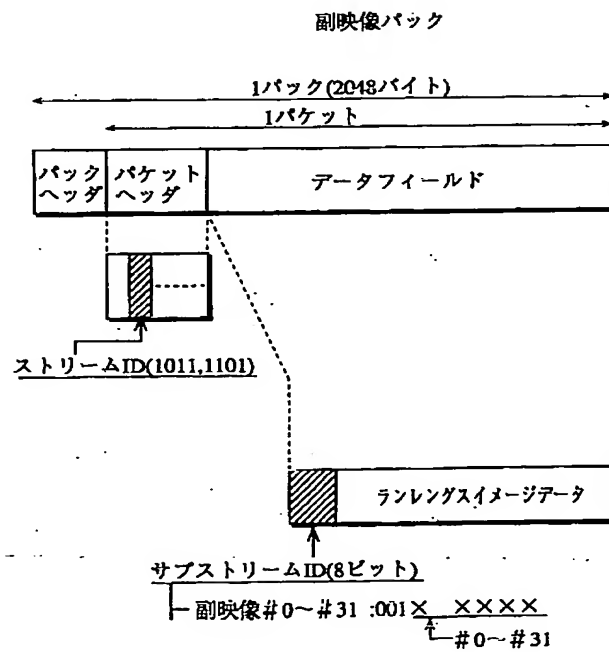 副映像パック
1パック(2048バイト)
1パケット
パック
ヘッダ
パケット
ヘッダ
データフィールド
ストリームID(1011,1101)
ランレングスイメージデータ
サブストリームID(8ビット)
副映像#0～#31 :001× ××××
#0～#31